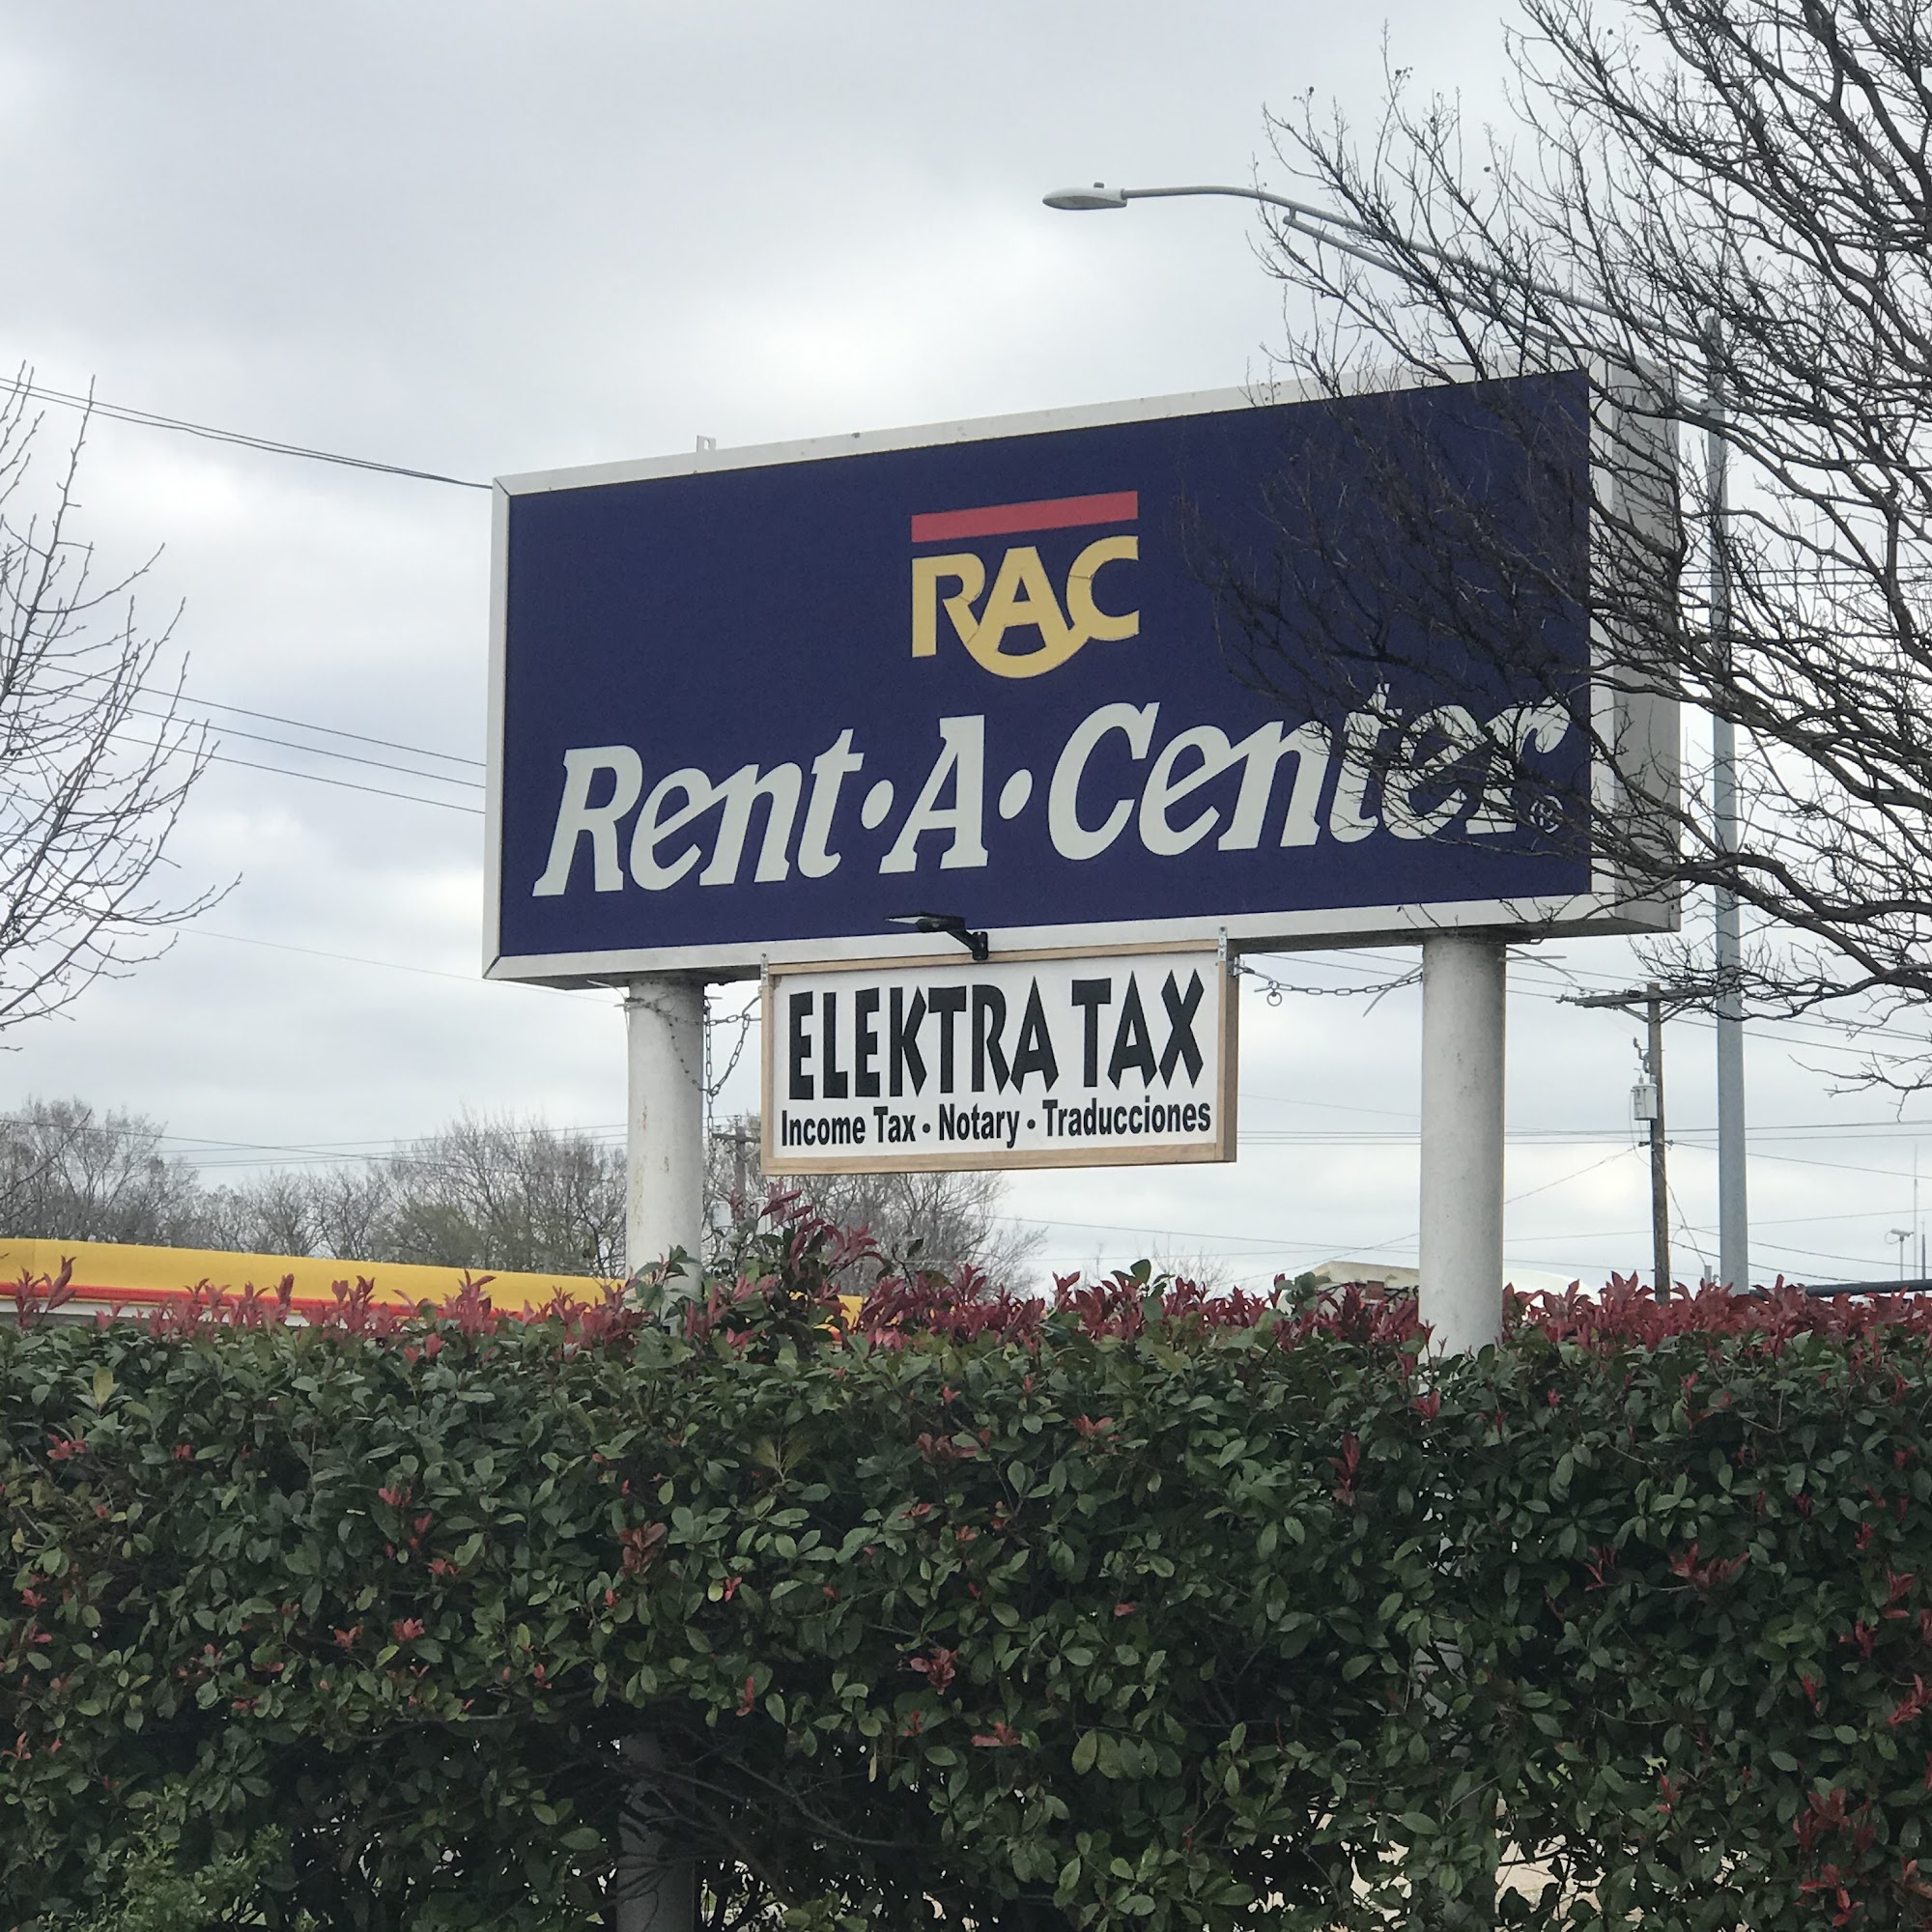 RAC
Rent•A•Center®
ELEKTRA TAX
Income Tax • Notary • Traducciones